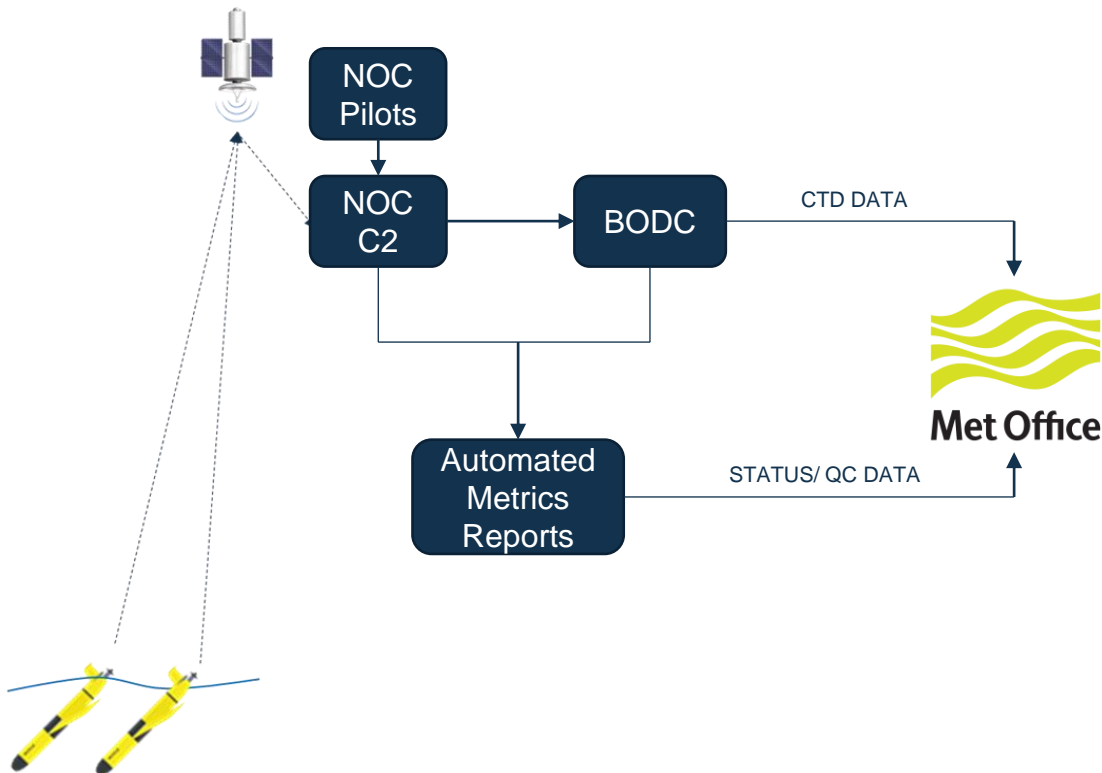 NOC
Pilots
NOC
C2
BODC
CTD DATA
Met Office
Automated
Metrics
Reports
STATUS/ QC DATA